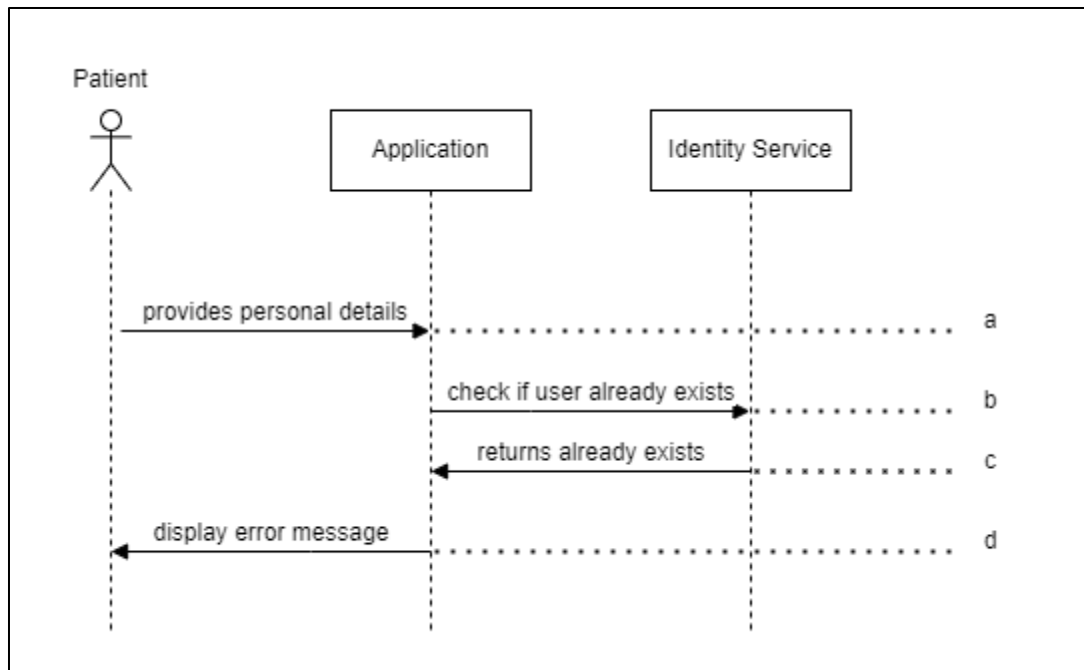 Patient
Application
Identity Service
provides personal details
a
check if user already exists
b
returns already exists
c
display error message
d